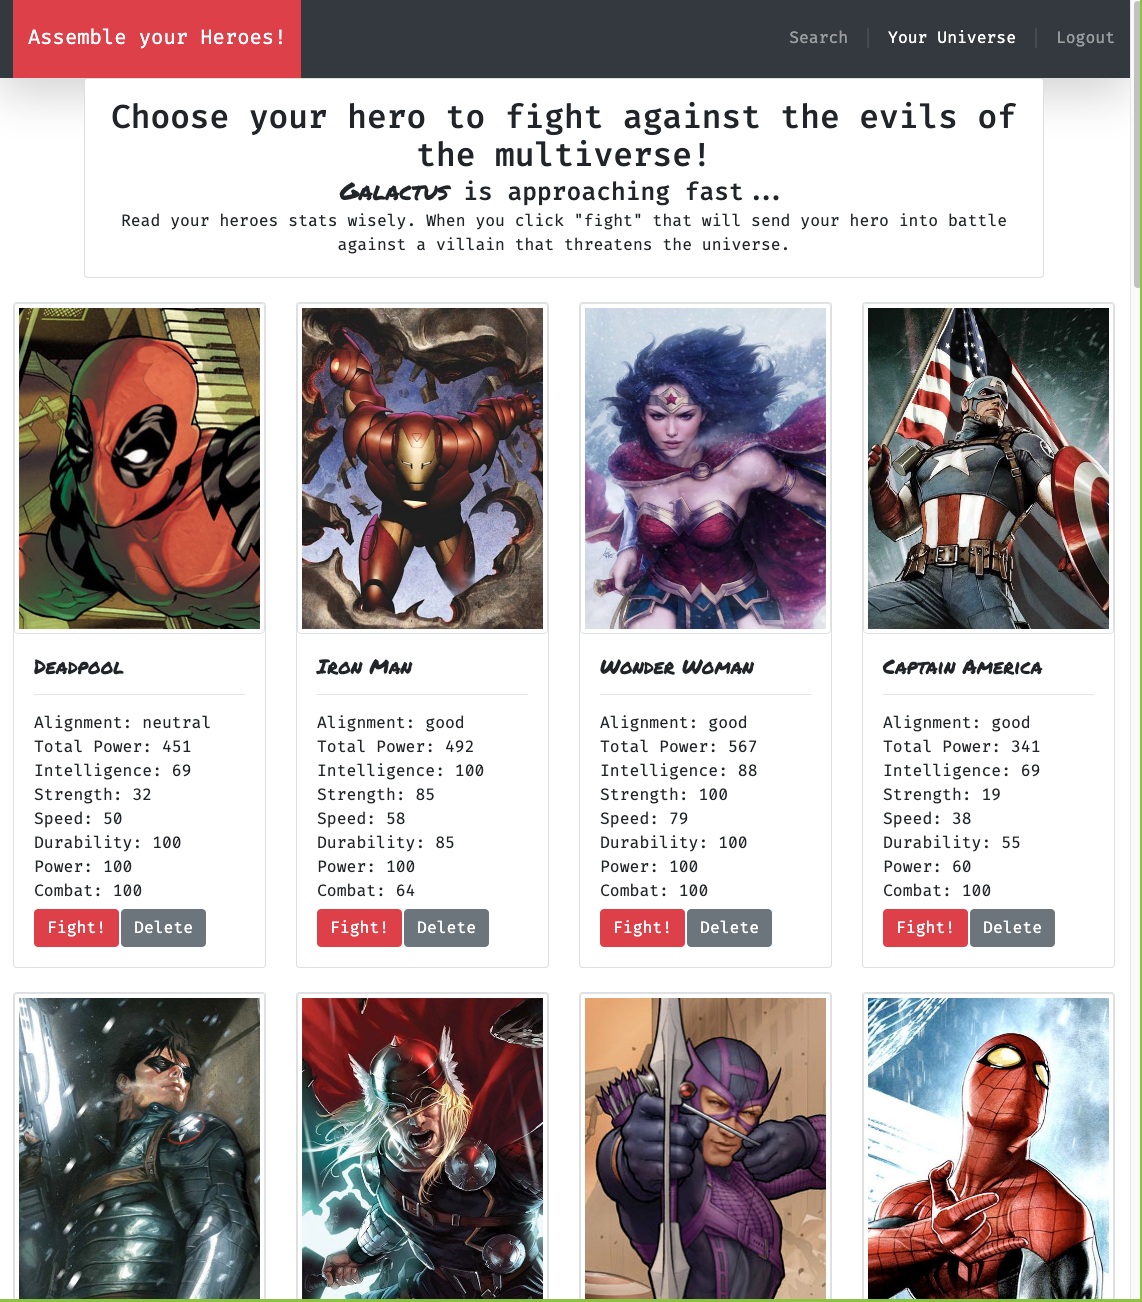 Assemble your Heroes!
Search | Your Universe | Logout
Choose your hero to fight against the evils of
the multiverse!
Galactus is approaching fast...
Read your heroes stats wisely. When you click "fight" that will send your hero into battle
against a villain that threatens the universe.
Deadpool
Alignment: neutral
Total Power: 451
Intelligence: 69
Strength: 32
Speed: 50
Durability: 100
Power: 100
Combat: 100
Fight! Delete
Iron Man
Alignment: good
Total Power: 492
Intelligence: 100
Strength: 85
Speed: 58
Durability: 85
Power: 100
Combat: 64
Fight! Delete
Wonder Woman
Alignment: good
Total Power: 567
Intelligence: 88
Strength: 100
Speed: 79
Durability: 100
Power: 100
Combat: 100
Fight! Delete
Captain America
Alignment: good
Total Power: 341
Intelligence: 69
Strength: 19
Speed: 38
Durability: 55
Power: 60
Combat: 100
Fight! Delete